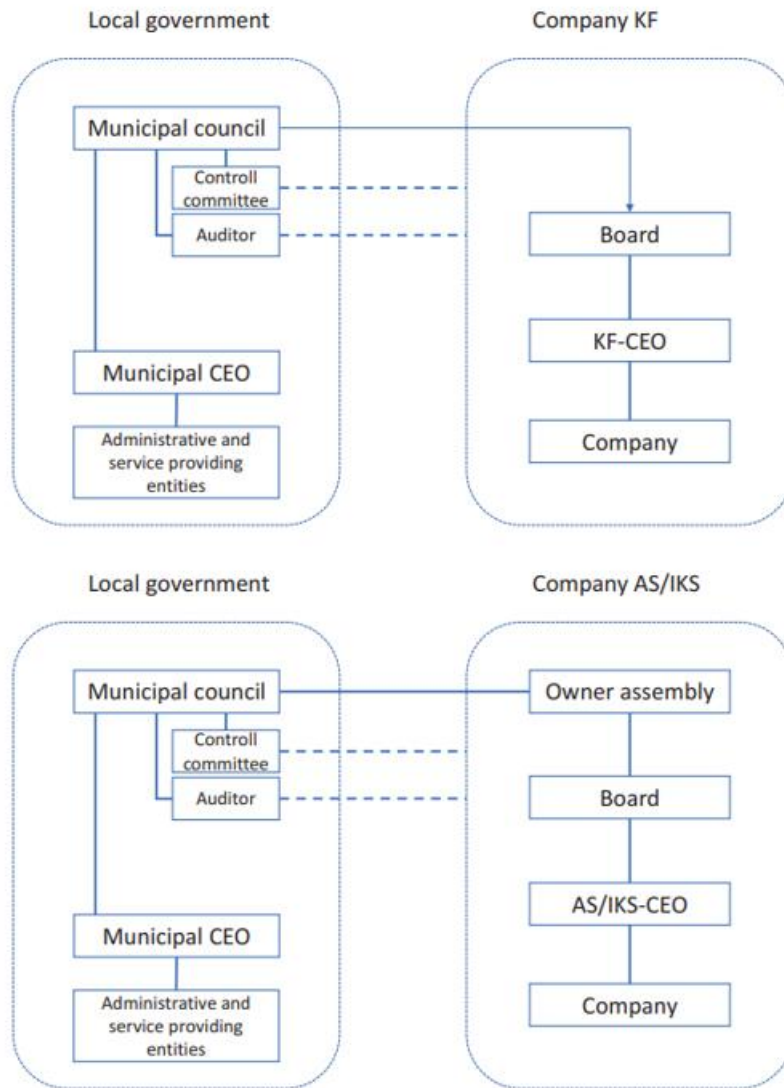 Local government
Company KF
Municipal council
Controll
committee
Auditor
Board
KF-CEO
Municipal CEO
Company
Administrative and
service providing
entities
Local government
Company AS/IKS
Municipal council
Owner assembly
Controll
committee
Auditor
Board
AS/IKS-CEO
Municipal CEO
Company
Administrative and
service providing
entities